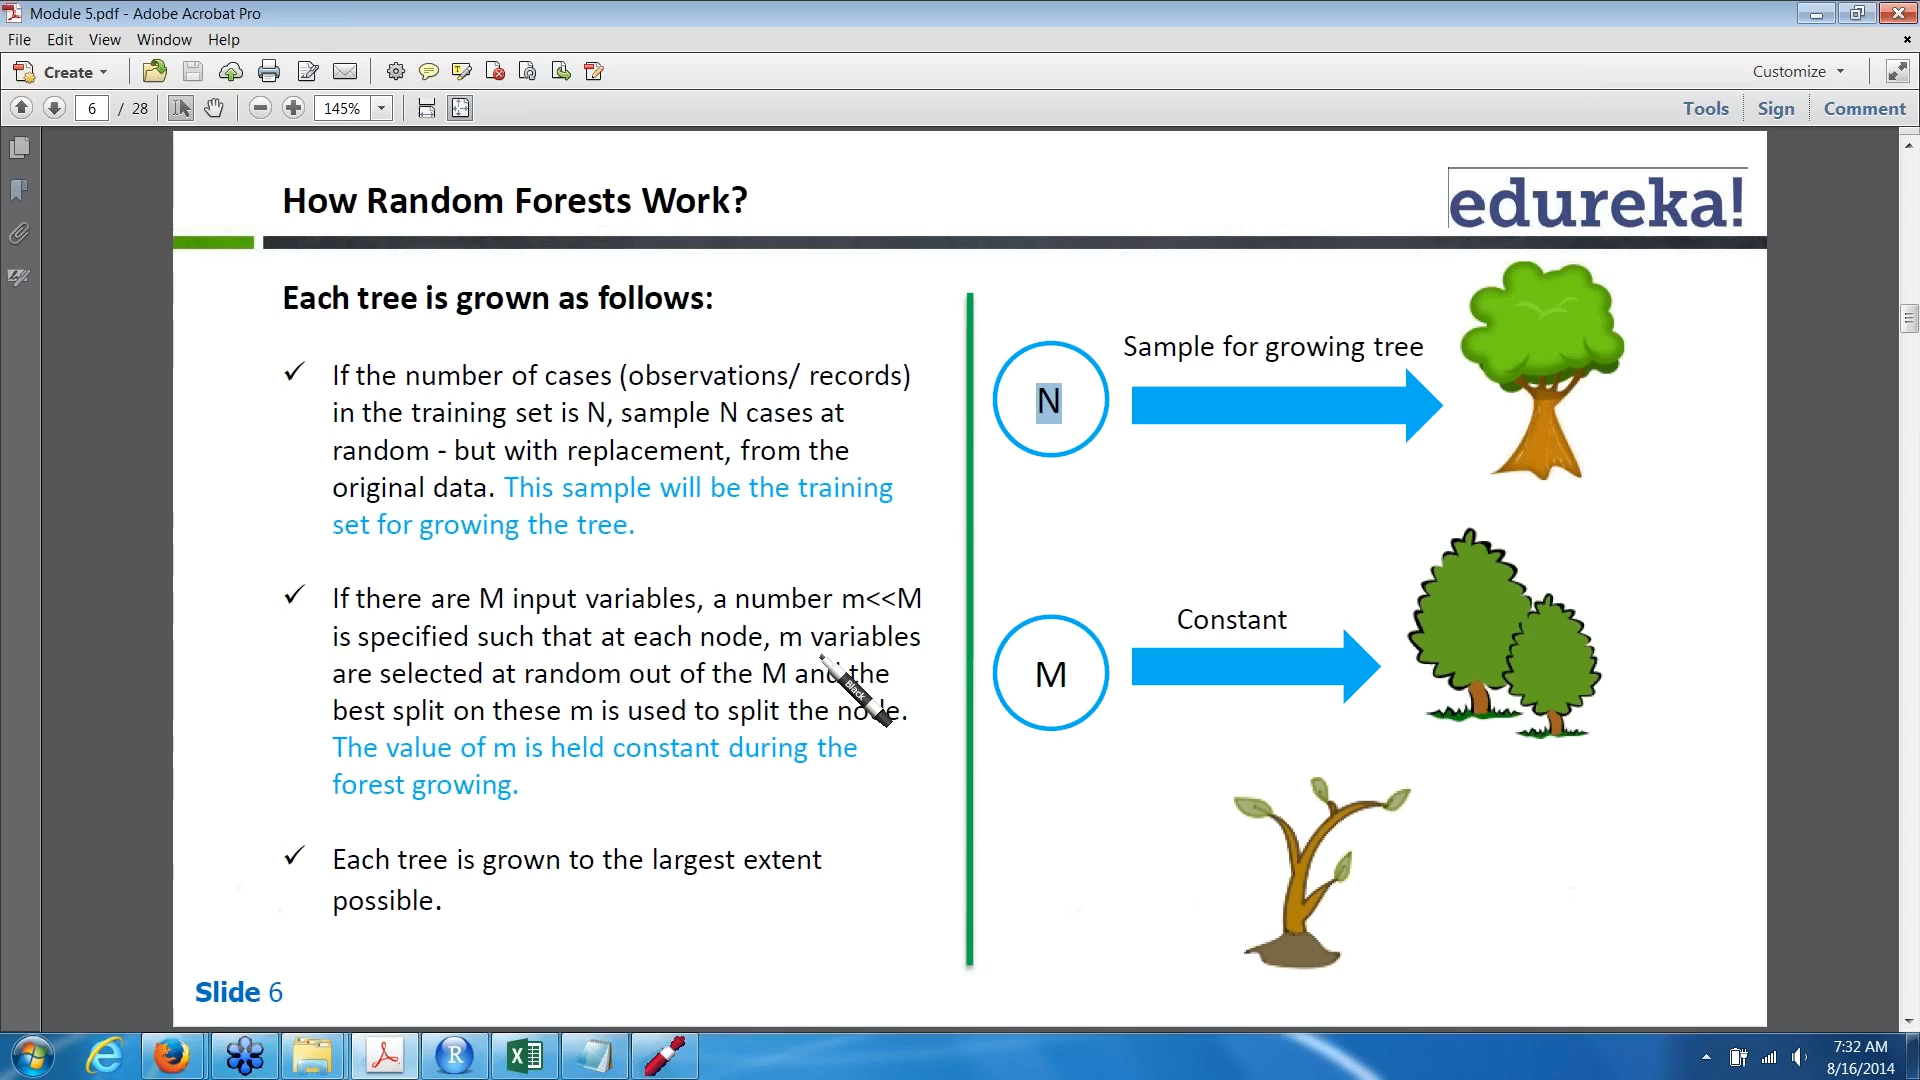 Module 5.pdf - Adobe Acrobat Pro
File Edit View Window Help
Create
Customize
6 / 28
145%
Tools Sign Comment
How Random Forests Work?
edureka!
Each tree is grown as follows:
If the number of cases (observations/ records)
in the training set is N, sample N cases at
random - but with replacement, from the
original data. This sample will be the training
set for growing the tree.
If there are M input variables, a number m<<M
is specified such that at each node, m variables
are selected at random out of the M and the
best split on these m is used to split the node.
The value of m is held constant during the
forest growing.
Each tree is grown to the largest extent
possible.
N
Sample for growing tree
M
Constant
Black
Slide 6
7:32 AM
8/16/2014